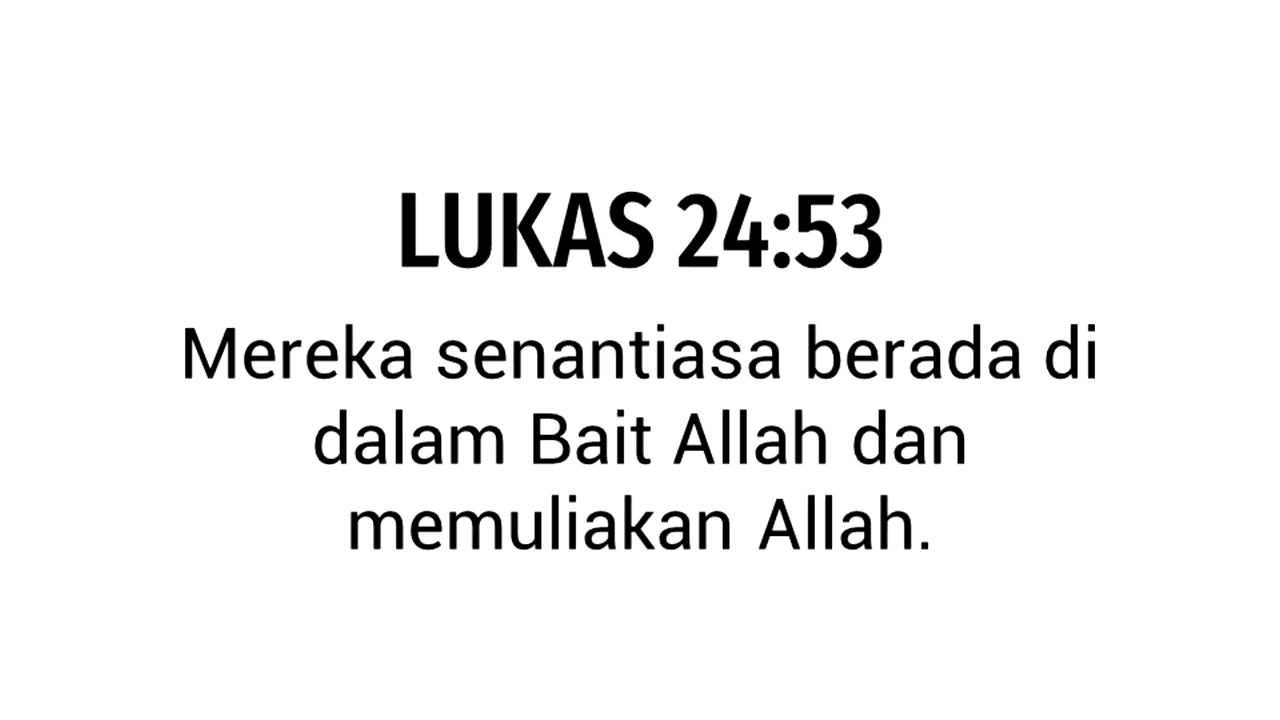 LUKAS 24:53
Mereka senantiasa berada di
dalam Bait Allah dan
memuliakan Allah.